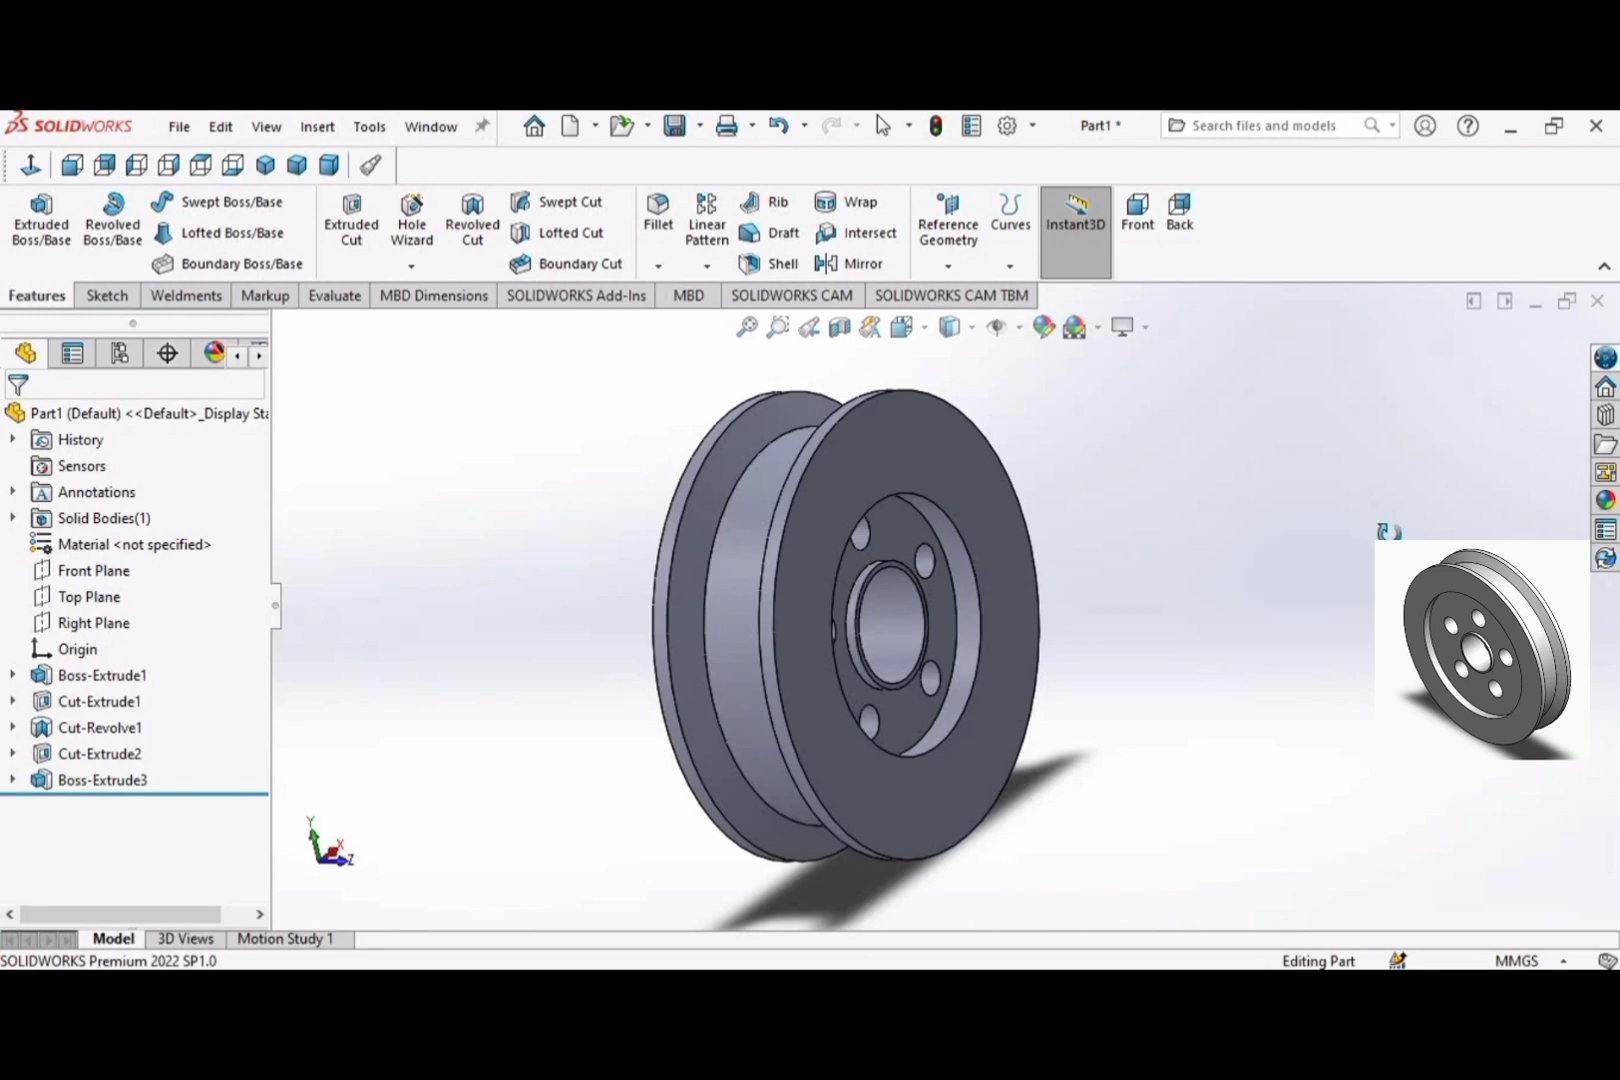 SOLIDWORKS File Edit View Insert Tools Window Part1 * Search files and models
Extruded Boss/Base
Revolved Boss/Base
Swept Boss/Base
Lofted Boss/Base
Boundary Boss/Base
Extruded Cut
Hole Wizard
Revolved Cut
Swept Cut
Lofted Cut
Boundary Cut
Fillet
Linear Pattern
Rib
Draft
Shell
Wrap
Intersect
Mirror
Reference Geometry
Curves
Instant3D
Front
Back
Features Sketch Weldments Markup Evaluate MBD Dimensions SOLIDWORKS Add-Ins MBD SOLIDWORKS CAM SOLIDWORKS CAM TBM
Part1 (Default) <<Default>_Display Sta
History
Sensors
Annotations
Solid Bodies(1)
Material <not specified>
Front Plane
Top Plane
Right Plane
Origin
Boss-Extrude1
Cut-Extrude1
Cut-Revolve1
Cut-Extrude2
Boss-Extrude3
Y
X
Z
Model 3D Views Motion Study 1
SOLIDWORKS Premium 2022 SP1.0 Editing Part MMGS